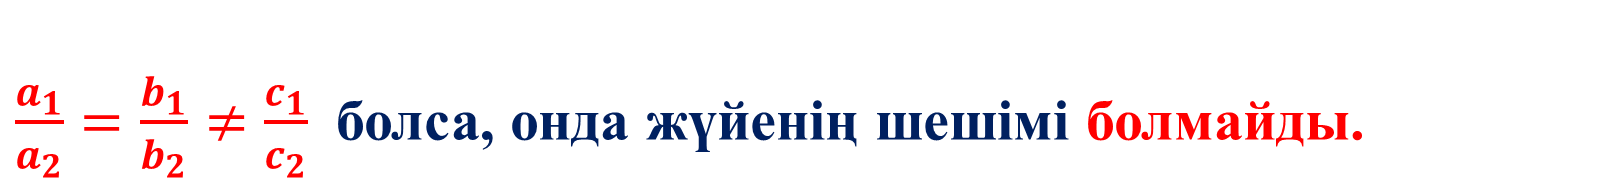 a₁/a₂ = b₁/b₂ ≠ c₁/c₂ болса, онда жүйенің шешімі болмайды.